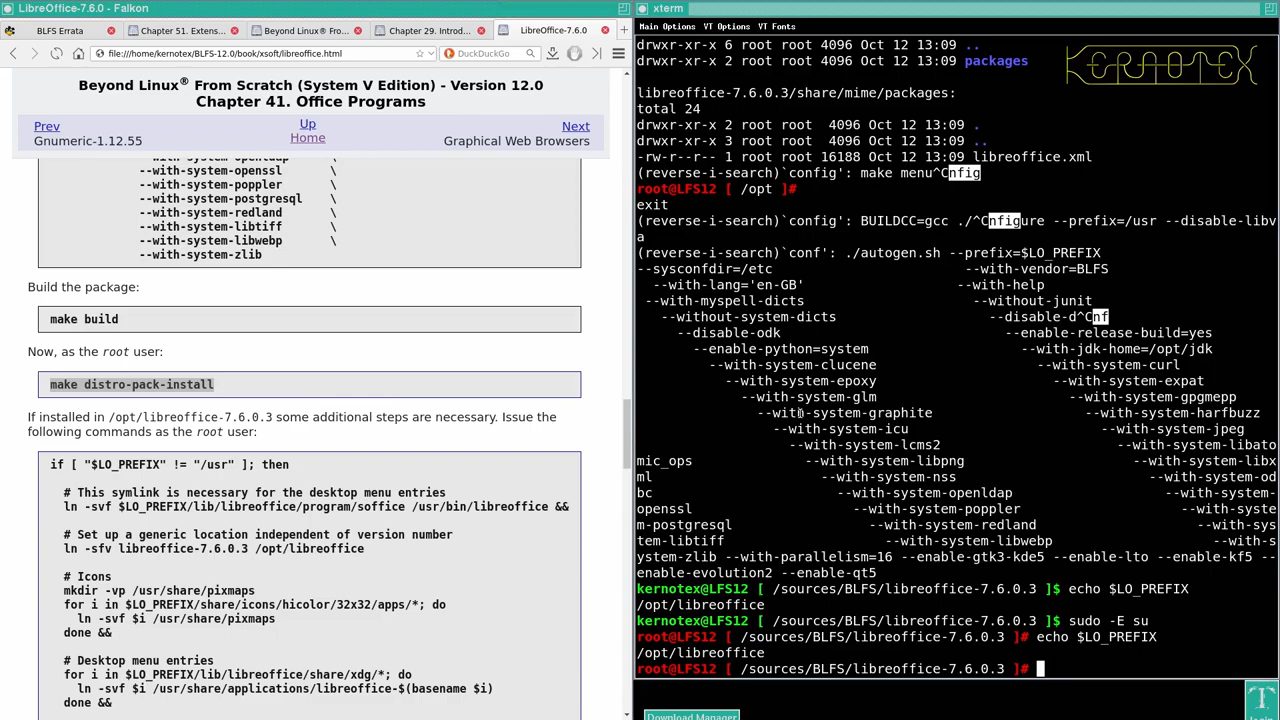 LibreOffice-7.6.0 - Falkon
BLFS Errata
Chapter 51. Extens...
Beyond Linux® From...
Chapter 29. Introd...
LibreOffice-7.6.0
file:///home/kernotex/BLFS-12.0/book/xsoft/libreoffice.html
DuckDuckGo
Beyond Linux® From Scratch (System V Edition) - Version 12.0
Chapter 41. Office Programs
Prev
Up
Next
Gnumeric-1.12.55
Home
Graphical Web Browsers
--with-system-openldap \
--with-system-openssl \
--with-system-poppler \
--with-system-postgresql \
--with-system-redland \
--with-system-libtiff \
--with-system-libwebp \
--with-system-zlib
Build the package:
make build
Now, as the root user:
make distro-pack-install
If installed in /opt/libreoffice-7.6.0.3 some additional steps are necessary. Issue the
following commands as the root user:
if [ "$LO_PREFIX" != "/usr" ]; then
# This symlink is necessary for the desktop menu entries
ln -svf $LO_PREFIX/lib/libreoffice/program/soffice /usr/bin/libreoffice &&
# Set up a generic location independent of version number
ln -sfv libreoffice-7.6.0.3 /opt/libreoffice
# Icons
mkdir -vp /usr/share/pixmaps
for i in $LO_PREFIX/share/icons/hicolor/32x32/apps/*; do
ln -svf $i /usr/share/pixmaps
done &&
# Desktop menu entries
for i in $LO_PREFIX/lib/libreoffice/share/xdg/*; do
ln -svf $i /usr/share/applications/libreoffice-$(basename $i)
done &&
xterm
Main Options VT Options VT Fonts
KERNOTEX
drwxr-xr-x 6 root root 4096 Oct 12 13:09 ..
drwxr-xr-x 2 root root 4096 Oct 12 13:09 packages
libreoffice-7.6.0.3/share/mime/packages:
total 24
drwxr-xr-x 2 root root 4096 Oct 12 13:09 .
drwxr-xr-x 3 root root 4096 Oct 12 13:09 ..
-rw-r--r-- 1 root root 16188 Oct 12 13:09 libreoffice.xml
(reverse-i-search)`config': make menu^Cnfig
root@LFS12 [ /opt ]#
exit
(reverse-i-search)`config': BUILDCC=gcc ./^Cnfigure --prefix=/usr --disable-libv
a
(reverse-i-search)`conf': ./autogen.sh --prefix=$LO_PREFIX
--sysconfdir=/etc --with-vendor=BLFS
--with-lang='en-GB' --with-help
--with-myspell-dicts --without-junit
--without-system-dicts --disable-d^Cnf
--disable-odk --enable-release-build=yes
--enable-python=system --with-jdk-home=/opt/jdk
--with-system-clucene --with-system-curl
--with-system-epoxy --with-system-expat
--with-system-glm --with-system-gpgmepp
--with-system-graphite --with-system-harfbuzz
--with-system-icu --with-system-jpeg
--with-system-lcms2 --with-system-libato
mic_ops --with-system-libpng --with-system-libx
ml --with-system-nss --with-system-od
bc --with-system-openldap --with-system-
openssl --with-system-poppler --with-syste
m-postgresql --with-system-redland --with-sys
tem-libtiff --with-system-libwebp --with-s
ystem-zlib --with-parallelism=16 --enable-gtk3-kde5 --enable-lto --enable-kf5 --
enable-evolution2 --enable-qt5
kernotex@LFS12 [ /sources/BLFS/libreoffice-7.6.0.3 ]$ echo $LO_PREFIX
/opt/libreoffice
kernotex@LFS12 [ /sources/BLFS/libreoffice-7.6.0.3 ]$ sudo -E su
root@LFS12 [ /sources/BLFS/libreoffice-7.6.0.3 ]# echo $LO_PREFIX
/opt/libreoffice
root@LFS12 [ /sources/BLFS/libreoffice-7.6.0.3 ]#
Download Manager